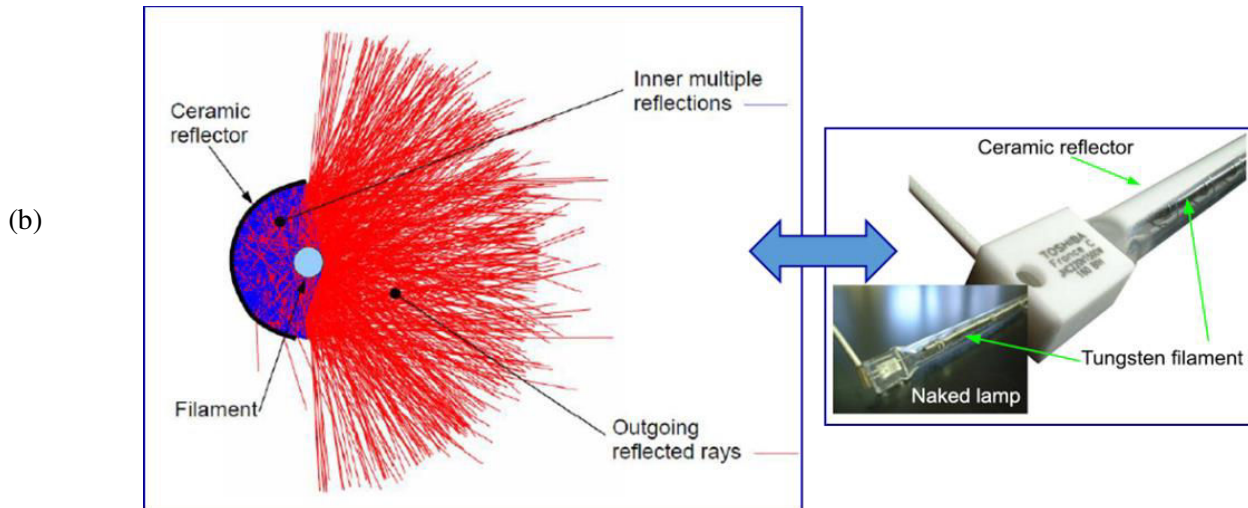 (b)
Ceramic
reflector
Inner multiple
reflections
Filament
Outgoing
reflected rays
Ceramic reflector
TOSHIBA
France C
Tungsten filament
Naked lamp